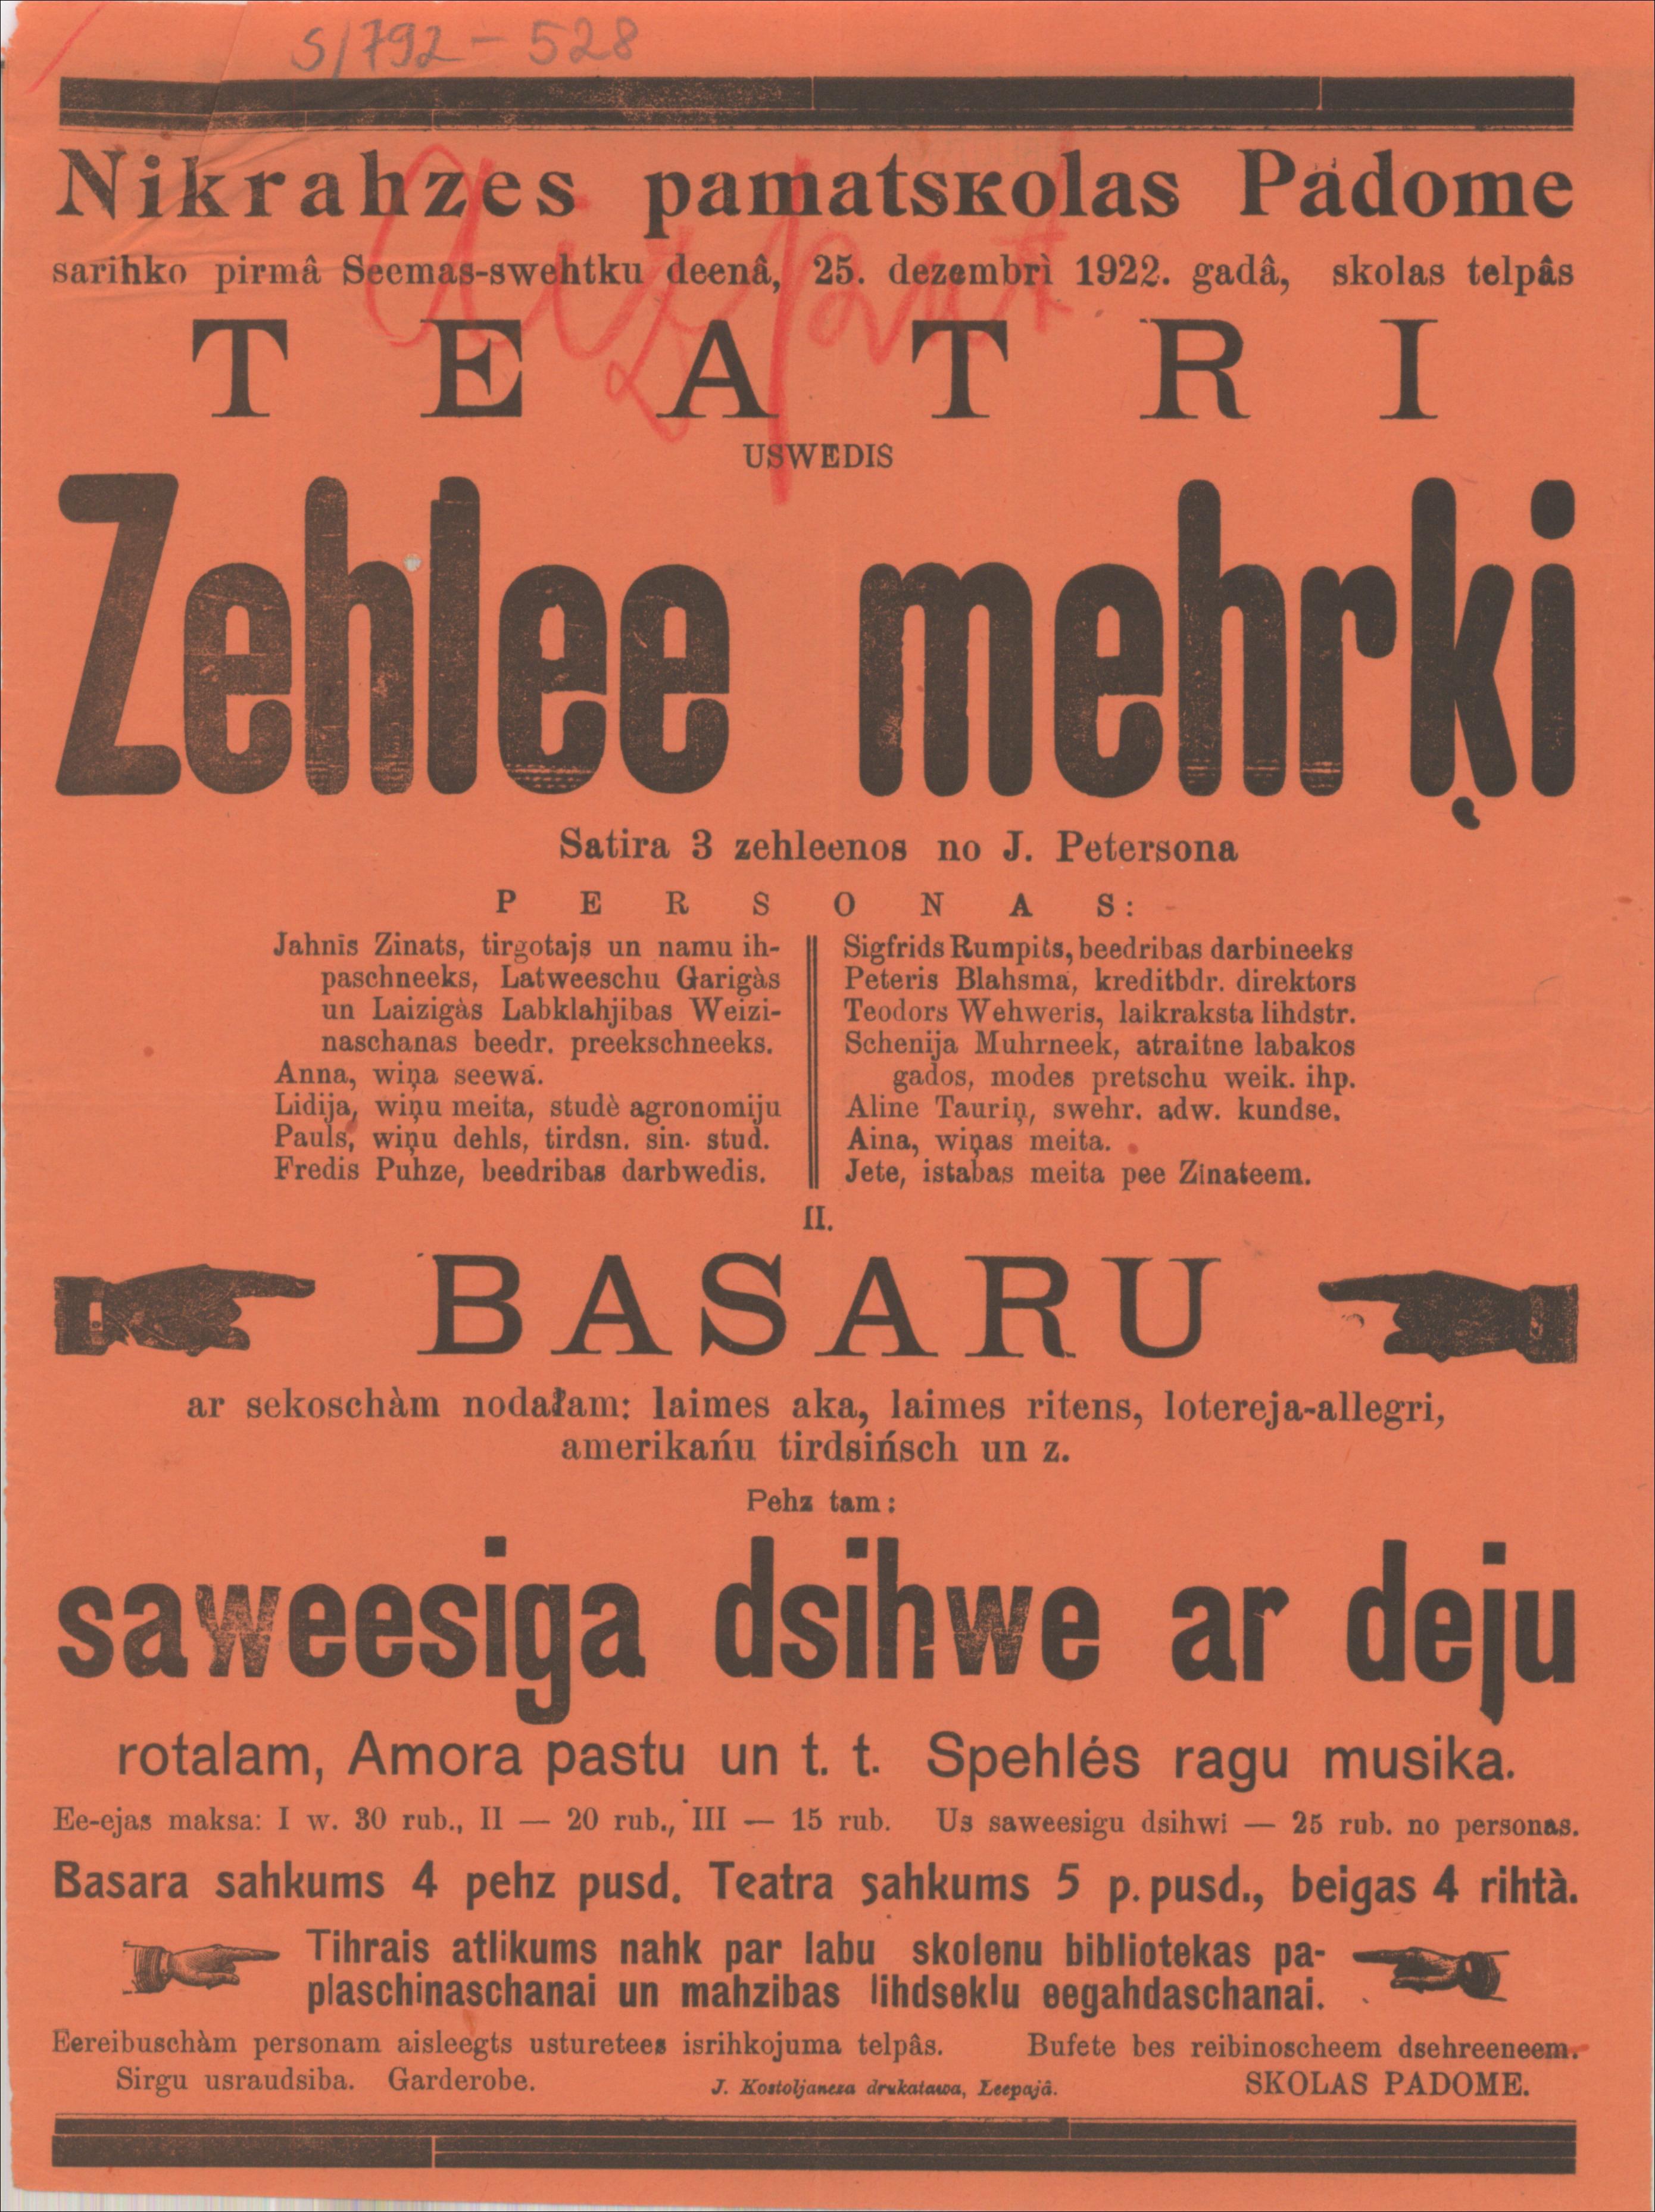 S/792-528
Nikrahzes pamatskolas Padome
sarihko pirmâ Seemas-swehtku deenâ, 25. dezembrì 1922. gadâ, skolas telpâs
TEATRI
USWEDIS
Zehlee mehrķi
Satira 3 zehleenos no J. Petersona
PERSONAS:
Jahnis Zinats, tirgotajs un namu ih-
paschneeks, Latweeschu Garigàs
un Laizigàs Labklahjibas Weizi-
naschanas beedr. preekschneeks.
Anna, wiņa seewa.
Lidija, wiņu meita, studè agronomiju
Pauls, wiņu dehls, tirdsn. sin. stud.
Fredis Puhze, beedribas darbwedis.
Sigfrids Rumpits, beedribas darbineeks
Peteris Blahsma, kreditbdr. direktors
Teodors Wehweris, laikraksta lihdstr.
Schenija Muhrneek, atraitne labakos
gados, modes pretschu weik. ihp.
Aline Tauriņ, swehr. adw. kundse.
Aina, wiņas meita.
Jete, istabas meita pee Zinateem.
II.
BASARU
ar sekoschàm nodałam: laimes aka, laimes ritens, lotereja-allegri,
amerikańu tirdsińsch un z.
Pehz tam:
saweesiga dsihwe ar deju
rotalam, Amora pastu un t. t. Spehlés ragu musika.
Ee-ejas maksa: I w. 30 rub., II — 20 rub., III — 15 rub. Us saweesigu dsihwi — 25 rub. no personas.
Basara sahkums 4 pehz pusd. Teatra sahkums 5 p. pusd., beigas 4 rihtà.
Tihrais atlikums nahk par labu skolenu bibliotekas pa-
plaschinaschanai un mahzibas lihdseklu eegahdaschanai.
Eereibuschàm personam aisleegts usturetees isrihkojuma telpâs. Bufete bes reibinoscheem dsehreeneem.
Sirgu usraudsiba. Garderobe. J. Kostoljaneza drukatawa, Leepajâ. SKOLAS PADOME.